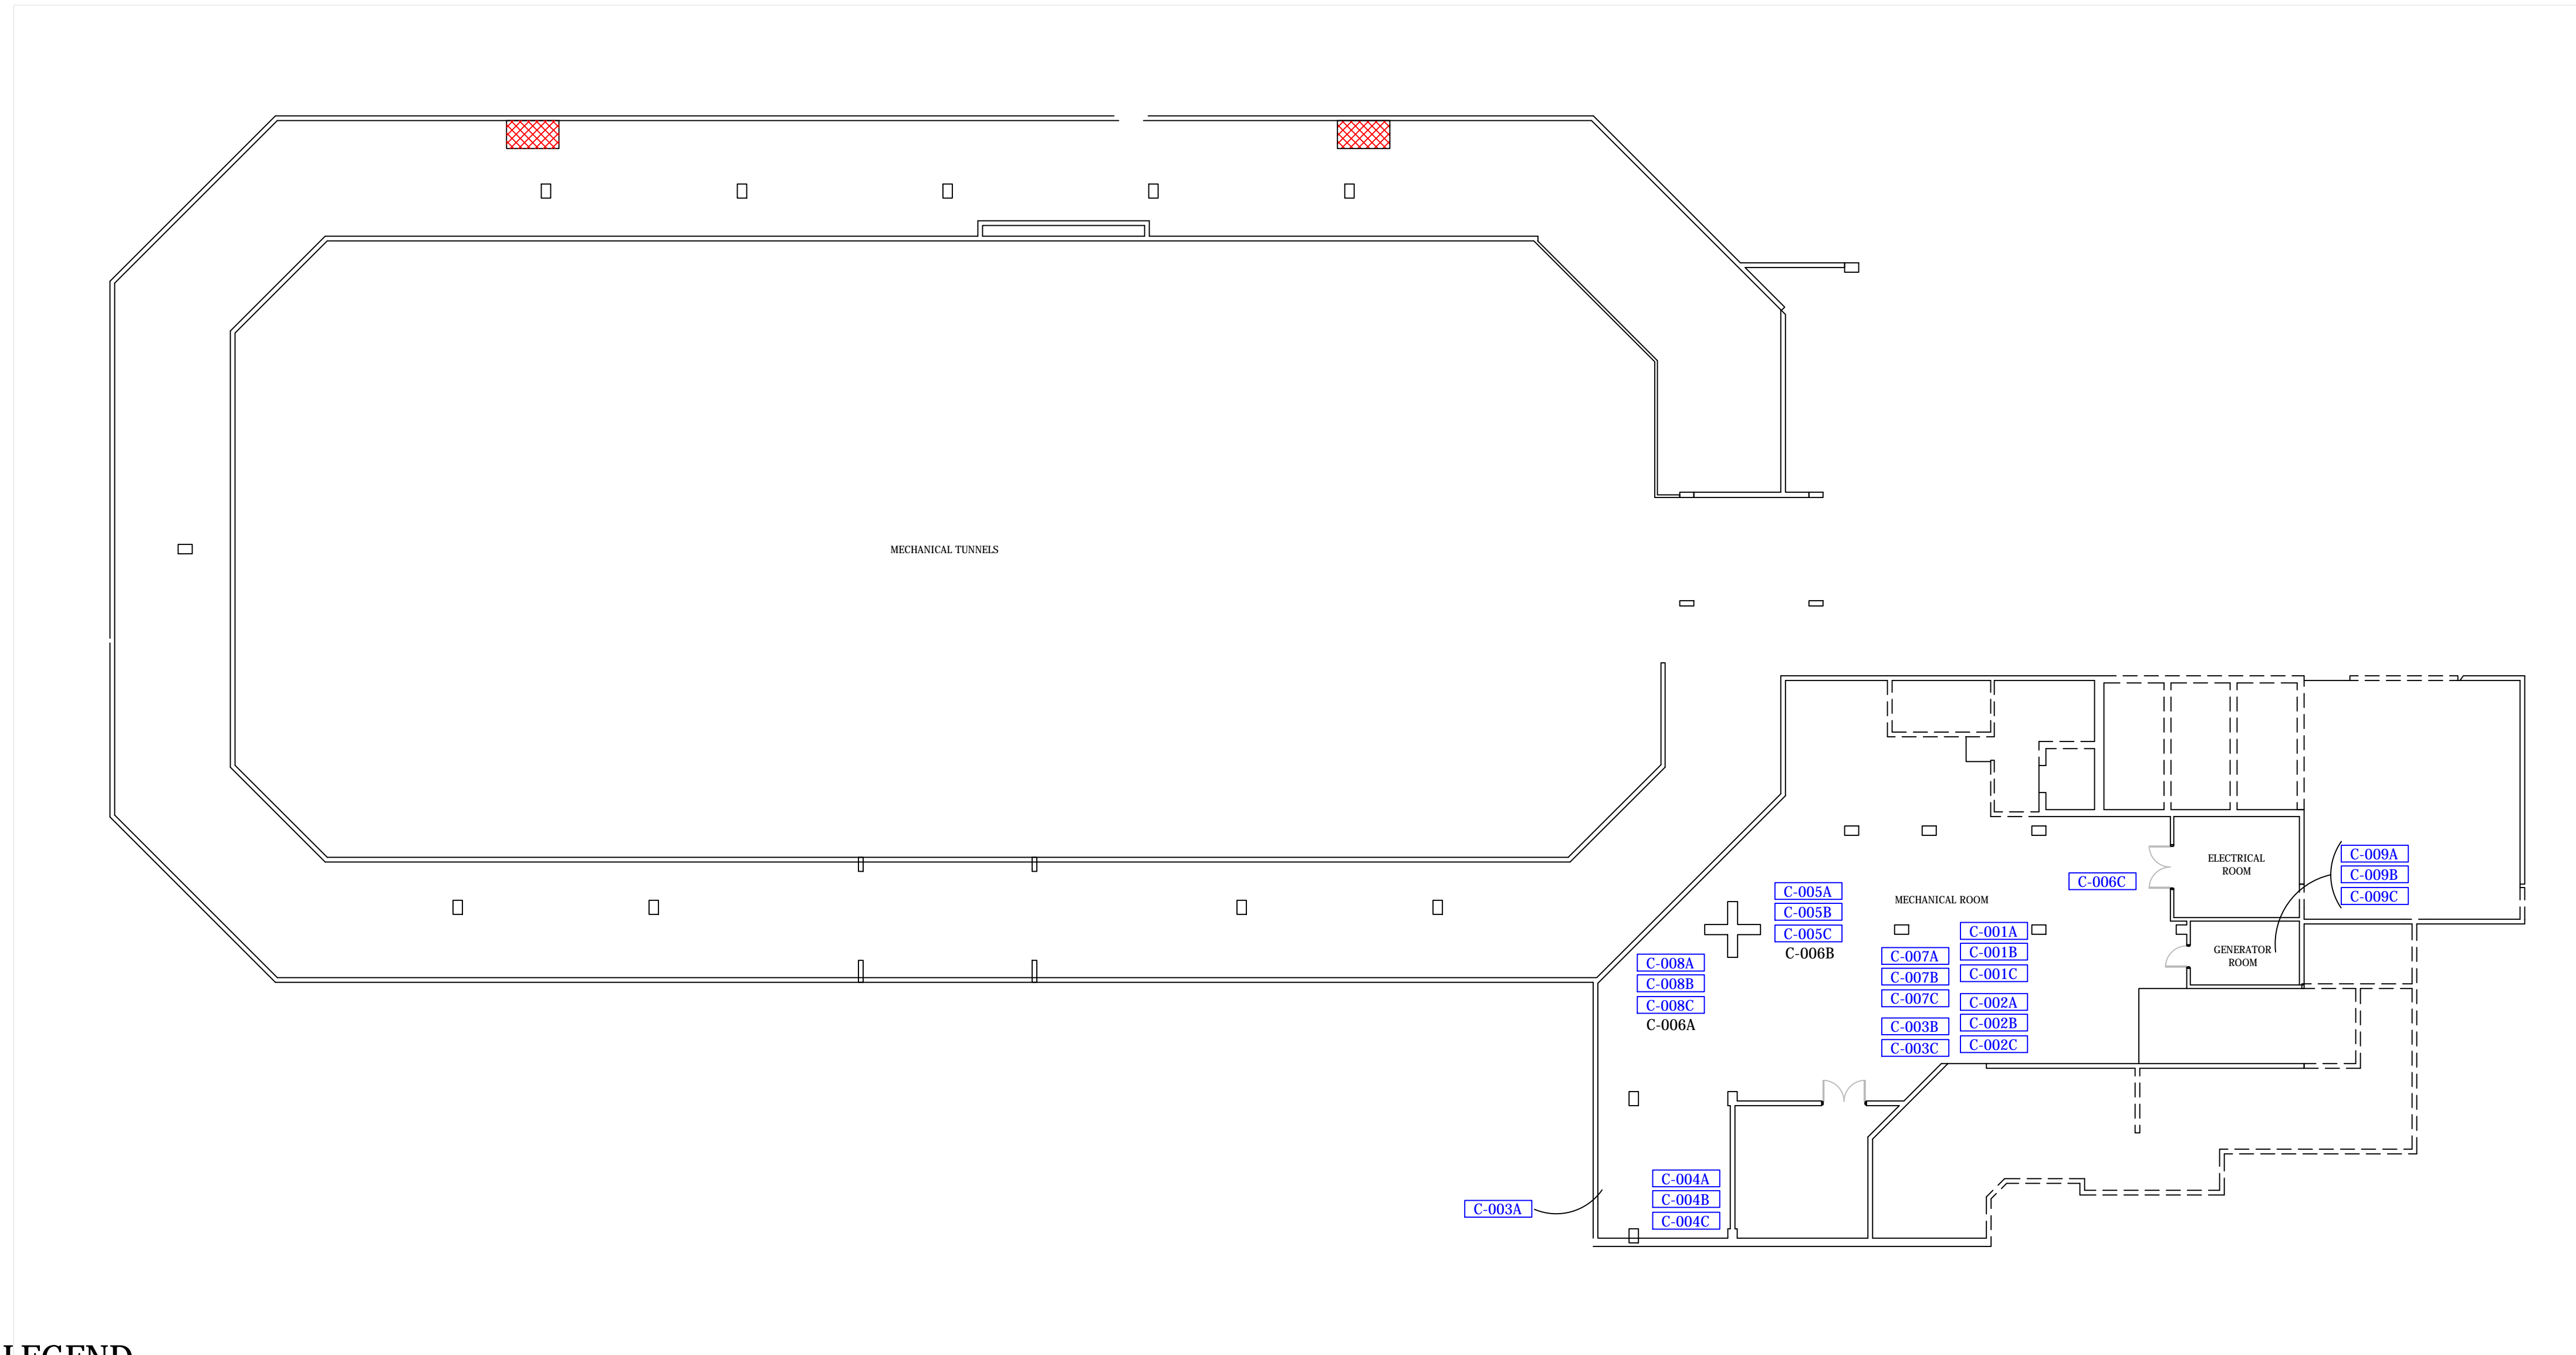 MECHANICAL TUNNELS
ELECTRICAL
ROOM
C-009A
C-009B
C-009C
C-006C
C-005A
C-005B
C-005C
C-006B
MECHANICAL ROOM
C-001A
C-001B
C-001C
GENERATOR
ROOM
C-008A
C-008B
C-008C
C-006A
C-007A
C-007B
C-007C
C-002A
C-002B
C-002C
C-003B
C-003C
C-004A
C-004B
C-004C
C-003A
LEGEND